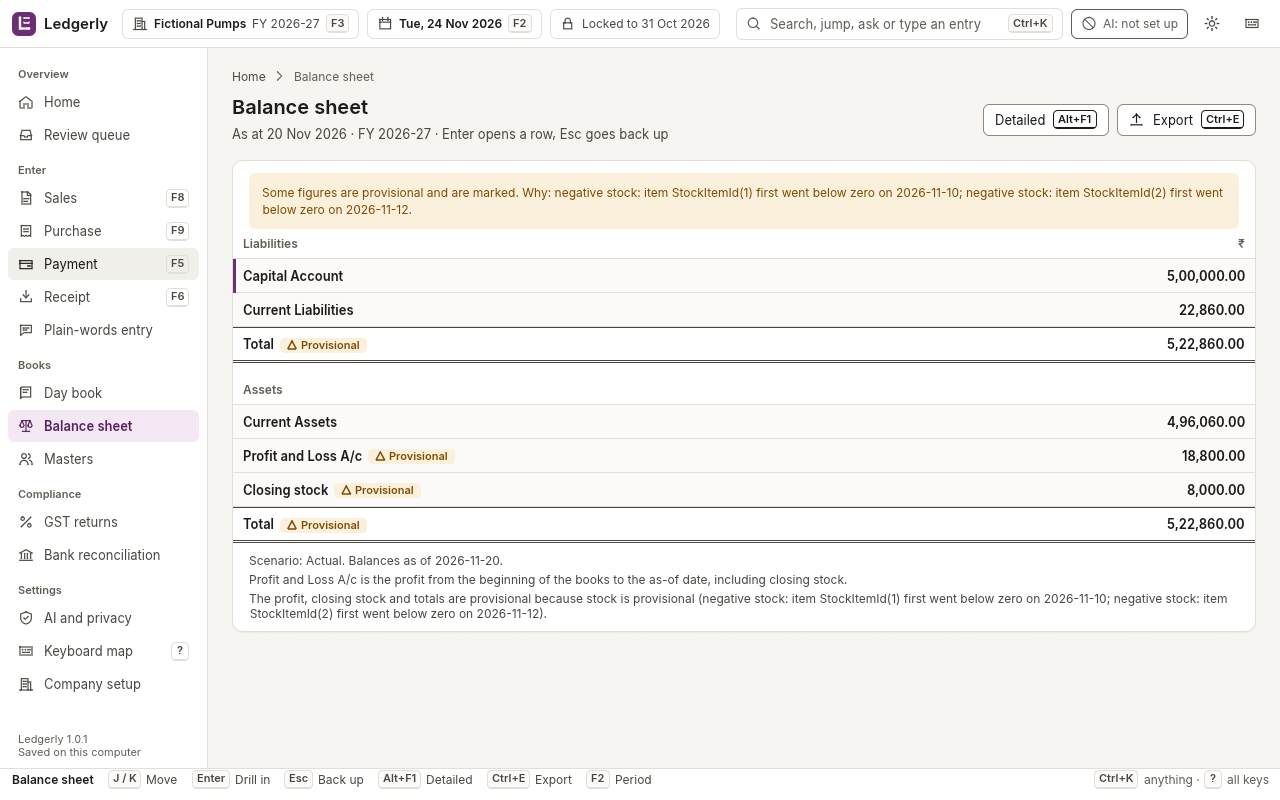 Ledgerly
Fictional Pumps FY 2026-27 F3
Tue, 24 Nov 2026 F2
Locked to 31 Oct 2026
Search, jump, ask or type an entry Ctrl+K
AI: not set up
Overview
Home
Review queue
Enter
Sales F8
Purchase F9
Payment F5
Receipt F6
Plain-words entry
Books
Day book
Balance sheet
Masters
Compliance
GST returns
Bank reconciliation
Settings
AI and privacy
Keyboard map ?
Company setup
Ledgerly 1.0.1
Saved on this computer
Home Balance sheet
Balance sheet
As at 20 Nov 2026 · FY 2026-27 · Enter opens a row, Esc goes back up
Detailed Alt+F1
Export Ctrl+E
Some figures are provisional and are marked. Why: negative stock: item StockItemId(1) first went below zero on 2026-11-10; negative stock: item StockItemId(2) first went
below zero on 2026-11-12.
Liabilities ₹
Capital Account 5,00,000.00
Current Liabilities 22,860.00
Total Provisional 5,22,860.00
Assets
Current Assets 4,96,060.00
Profit and Loss A/c Provisional 18,800.00
Closing stock Provisional 8,000.00
Total Provisional 5,22,860.00
Scenario: Actual. Balances as of 2026-11-20.
Profit and Loss A/c is the profit from the beginning of the books to the as-of date, including closing stock.
The profit, closing stock and totals are provisional because stock is provisional (negative stock: item StockItemId(1) first went below zero on 2026-11-10; negative stock: item
StockItemId(2) first went below zero on 2026-11-12).
Balance sheet J / K Move Enter Drill in Esc Back up Alt+F1 Detailed Ctrl+E Export F2 Period Ctrl+K anything · ? all keys